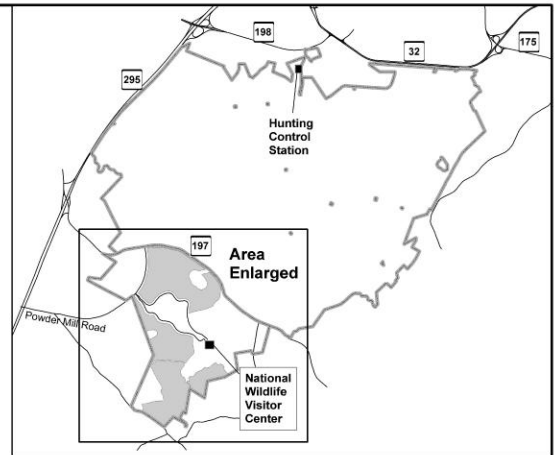 198
32
175
295
Hunting
Control
Station
197
Area
Enlarged
Powder Mill Road
National
Wildlife
Visitor
Center